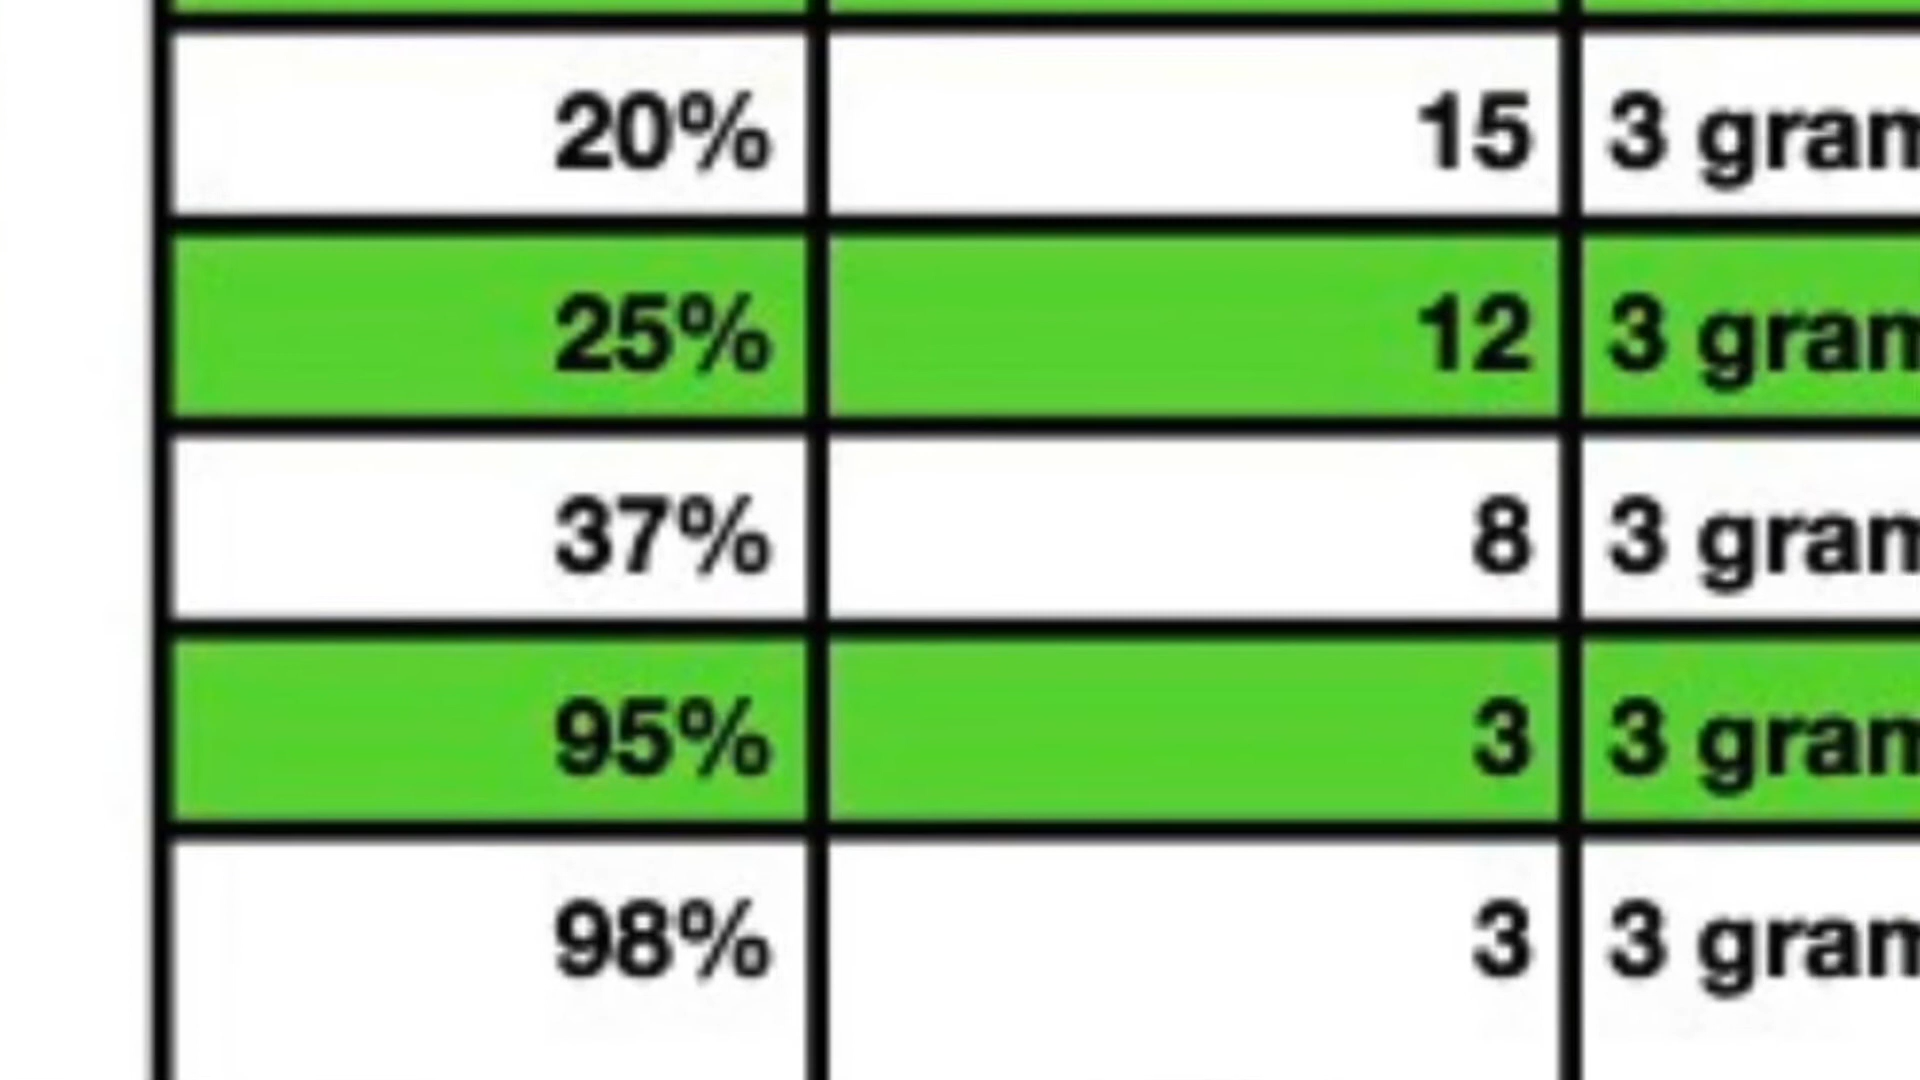 20% 15 3 gram
25% 12 3 gram
37% 8 3 gram
95% 3 3 gram
98% 3 3 gram